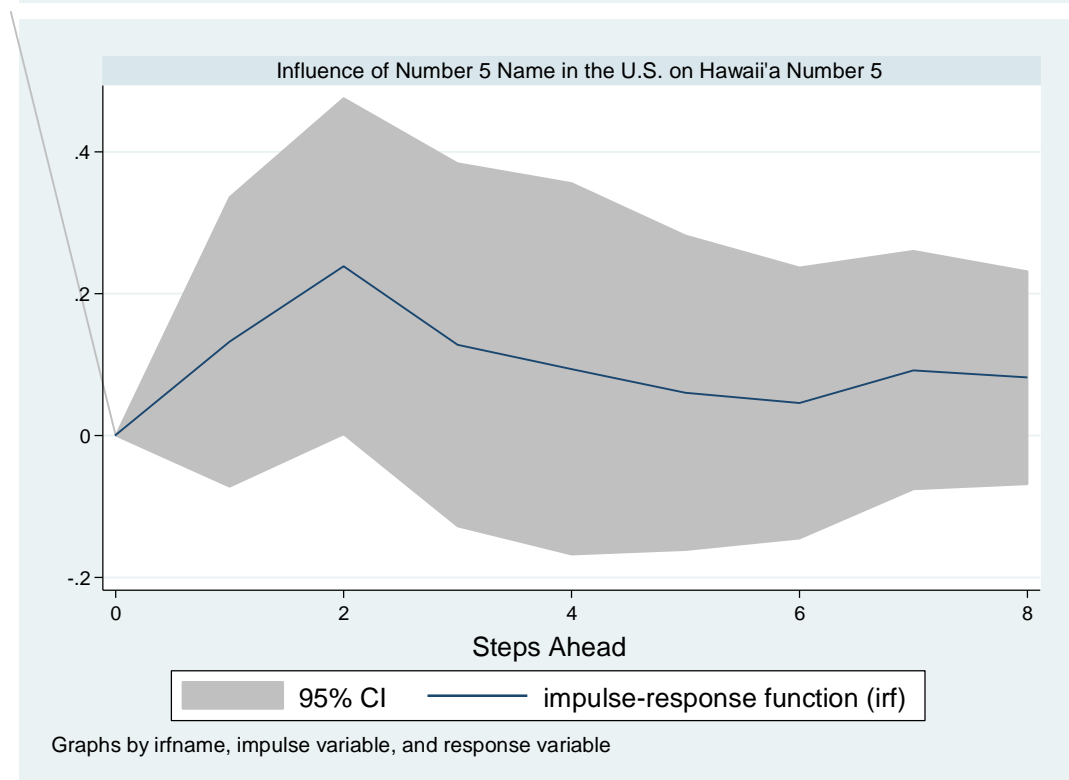 Influence of Number 5 Name in the U.S. on Hawaii'a Number 5
.4
.2
0
-.2
0 2 4 6 8
Steps Ahead
95% CI impulse-response function (irf)
Graphs by irfname, impulse variable, and response variable